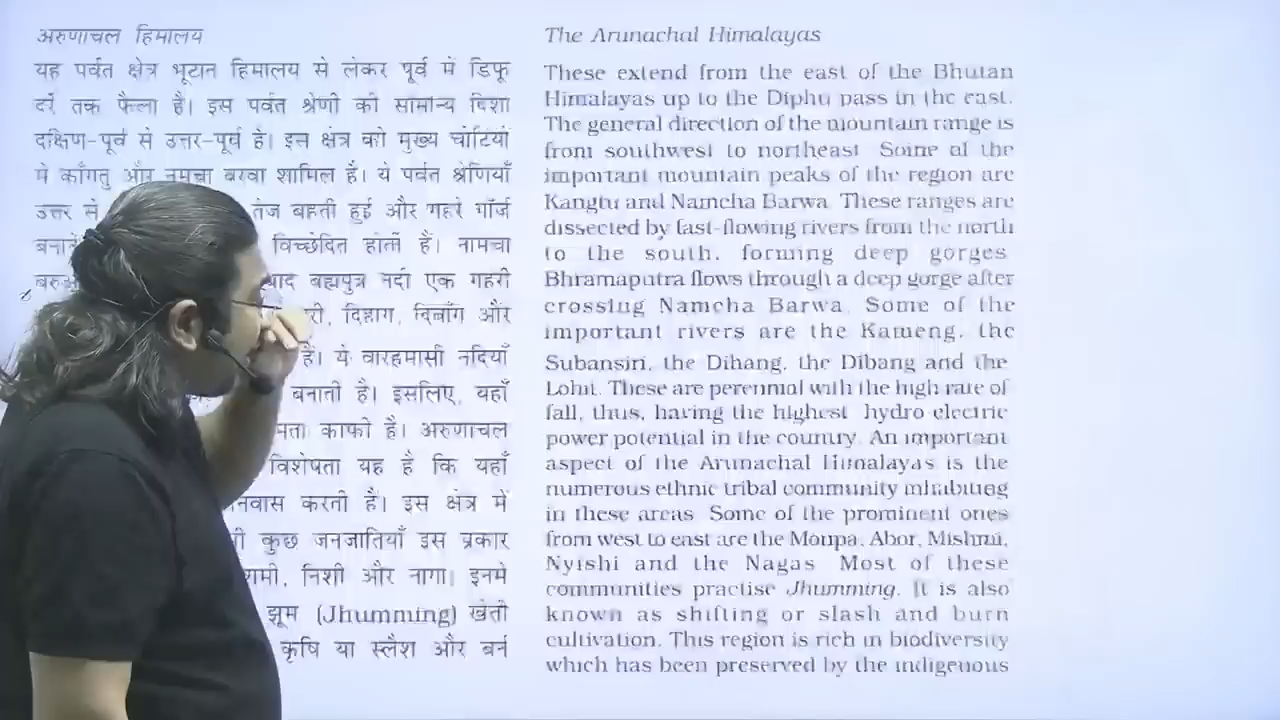 अरुणाचल हिमालय
यह पर्वत क्षेत्र भूटान हिमालय से लेकर पूर्व में डिफू
दर्रे तक फैला है। इस पर्वत श्रेणी की सामान्य दिशा
दक्षिण-पूर्व से उत्तर-पूर्व है। इस क्षेत्र की मुख्य चोटियों
में काँगतु और नमचा बरवा शामिल है। ये पर्वत श्रेणियाँ
उत्तर से तेज बहती हुई और गहरे गॉर्ज
बनाने विच्छेदित होती हैं। नामचा
बरुआ बाद ब्रह्मपुत्र नदी एक गहरी
दिहांग, दिबाँग और
हैं। ये बारहमासी नदियाँ
बनाती है। इसलिए, यहाँ
काफी है। अरुणाचल
विशेषता यह है कि यहाँ
करती हैं। इस क्षेत्र में
कुछ जनजातियाँ इस प्रकार
निशी और नागा। इनमें
झूम (Jhumming) खेती
कृषि या स्लैश और बर्न
The Arunachal Himalayas
These extend from the east of the Bhutan
Himalayas up to the Diphu pass in the east.
The general direction of the mountain range is
from southwest to northeast. Some of the
important mountain peaks of the region are
Kangtu and Namcha Barwa. These ranges are
dissected by fast-flowing rivers from the north
to the south, forming deep gorges.
Bhramaputra flows through a deep gorge after
crossing Namcha Barwa. Some of the
important rivers are the Kameng, the
Subansiri, the Dihang, the Dibang and the
Lohit. These are perennial with the high rate of
fall, thus, having the highest hydro-electric
power potential in the country. An important
aspect of the Arunachal Himalayas is the
numerous ethnic tribal community inhabiting
in these areas. Some of the prominent ones
from west to east are the Monpa, Abor, Mishmi,
Nyishi and the Nagas. Most of these
communities practise Jhumming. It is also
known as shifting or slash and burn
cultivation. This region is rich in biodiversity
which has been preserved by the indigenous